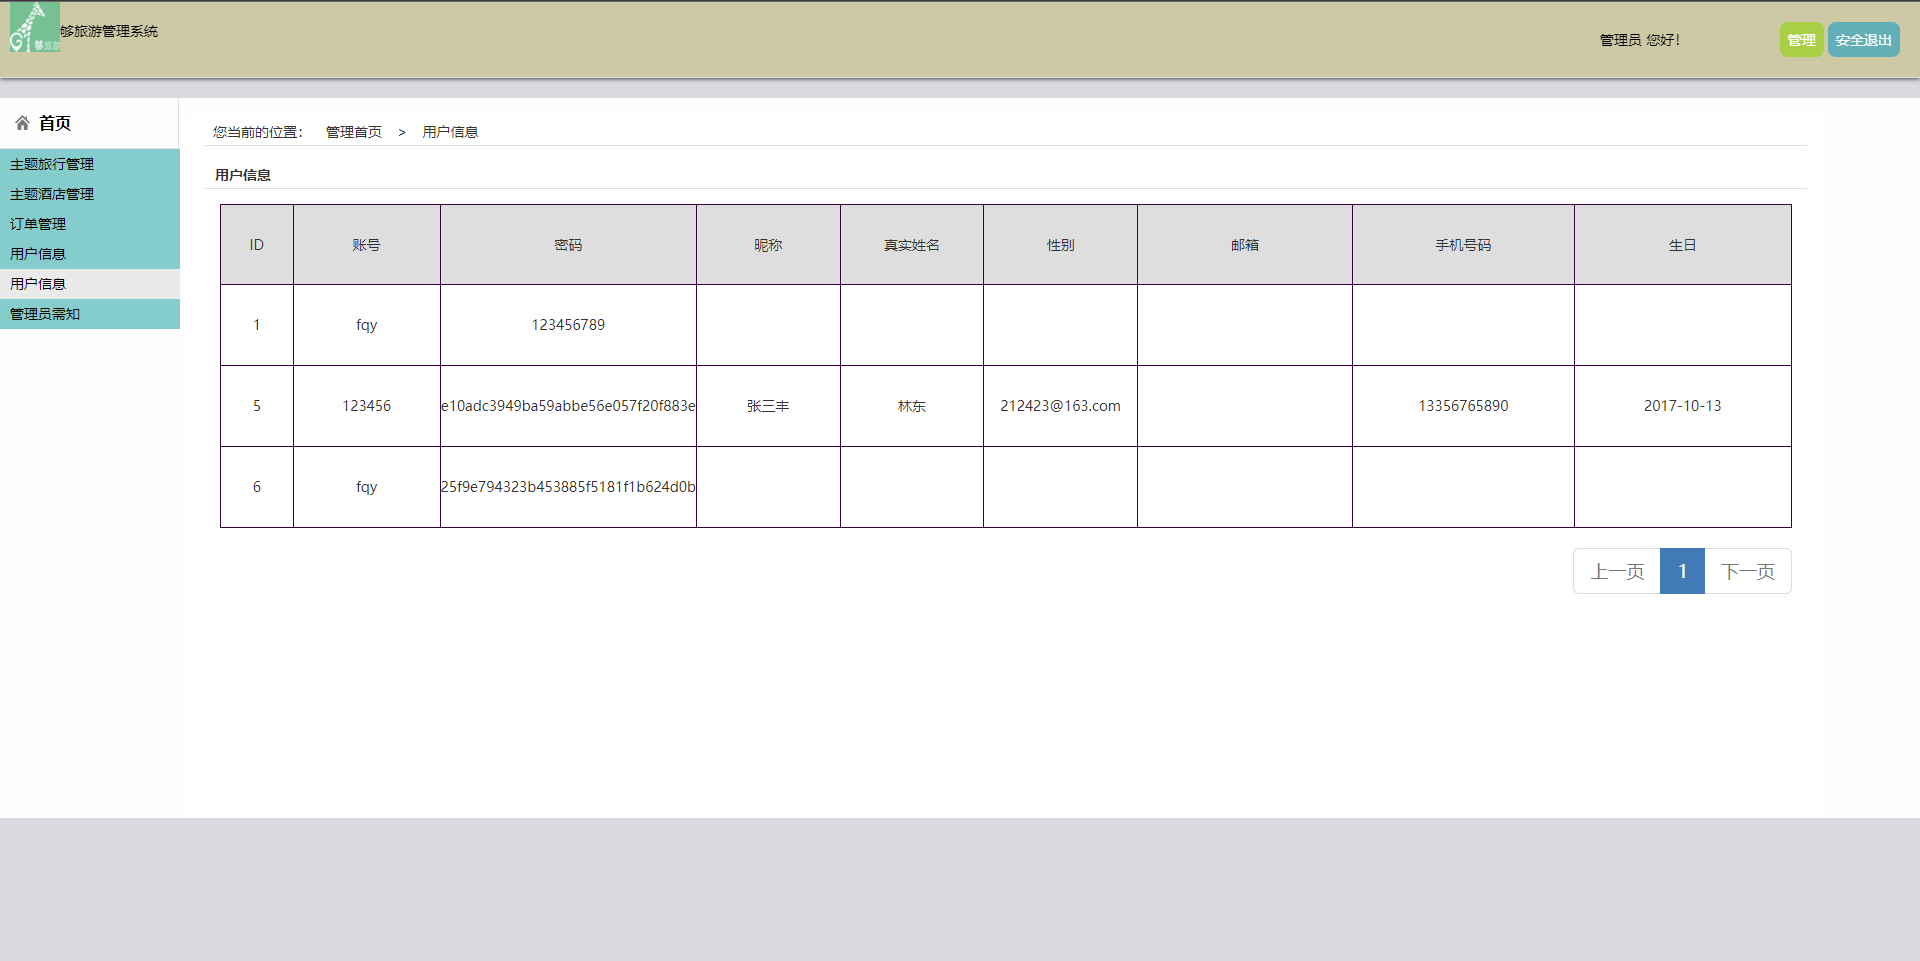 G 够旅游
够旅游管理系统
管理员 您好！
管理 安全退出
首页
主题旅行管理
主题酒店管理
订单管理
用户信息
用户信息
管理员需知
您当前的位置： 管理首页 > 用户信息
用户信息
ID 账号 密码 昵称 真实姓名 性别 邮箱 手机号码 生日
1 fqy 123456789
5 123456 e10adc3949ba59abbe56e057f20f883e 张三丰 林东 212423@163.com 13356765890 2017-10-13
6 fqy 25f9e794323b453885f5181f1b624d0b
上一页 1 下一页